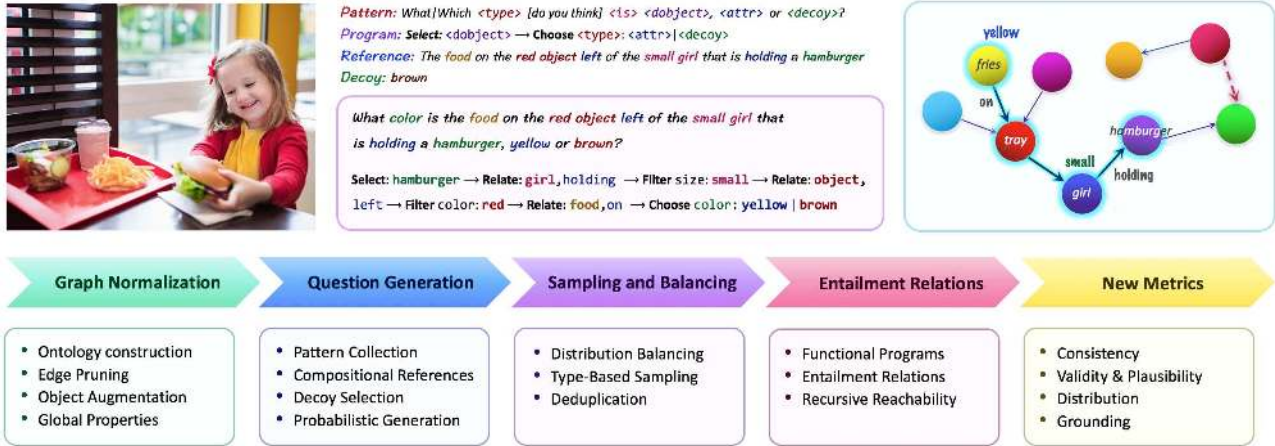 Pattern: What|Which <type> [do you think] <is> <dobject>, <attr> or <decoy>?
Program: Select: <dobject> → Choose <type>: <attr>|<decoy>
Reference: The food on the red object left of the small girl that is holding a hamburger
Decoy: brown
What color is the food on the red object left of the small girl that
is holding a hamburger, yellow or brown?
Select: hamburger → Relate: girl,holding → Filter size: small → Relate: object,
left → Filter color: red → Relate: food,on → Choose color: yellow | brown
yellow
fries
on
tray
small
girl
holding
hamburger
Graph Normalization
Ontology construction
Edge Pruning
Object Augmentation
Global Properties
Question Generation
Pattern Collection
Compositional References
Decoy Selection
Probabilistic Generation
Sampling and Balancing
Distribution Balancing
Type-Based Sampling
Deduplication
Entailment Relations
Functional Programs
Entailment Relations
Recursive Reachability
New Metrics
Consistency
Validity & Plausibility
Distribution
Grounding